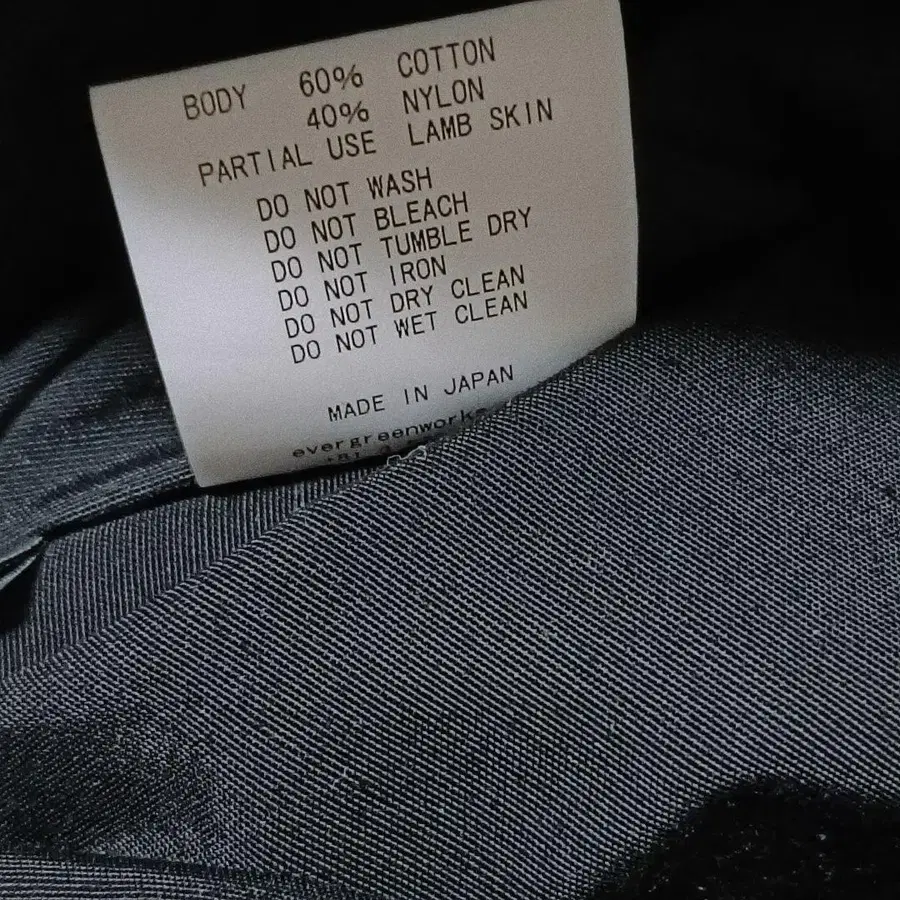 BODY 60% COTTON
40% NYLON
PARTIAL USE LAMB SKIN
DO NOT WASH
DO NOT BLEACH
DO NOT TUMBLE DRY
DO NOT IRON
DO NOT DRY CLEAN
DO NOT WET CLEAN
MADE IN JAPAN
evergreenworks